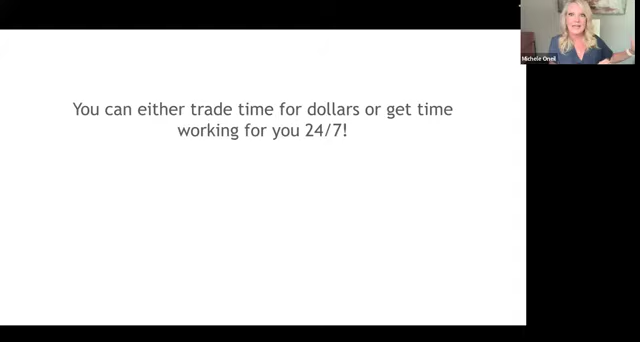 Michele Oneil
You can either trade time for dollars or get time
working for you 24/7!